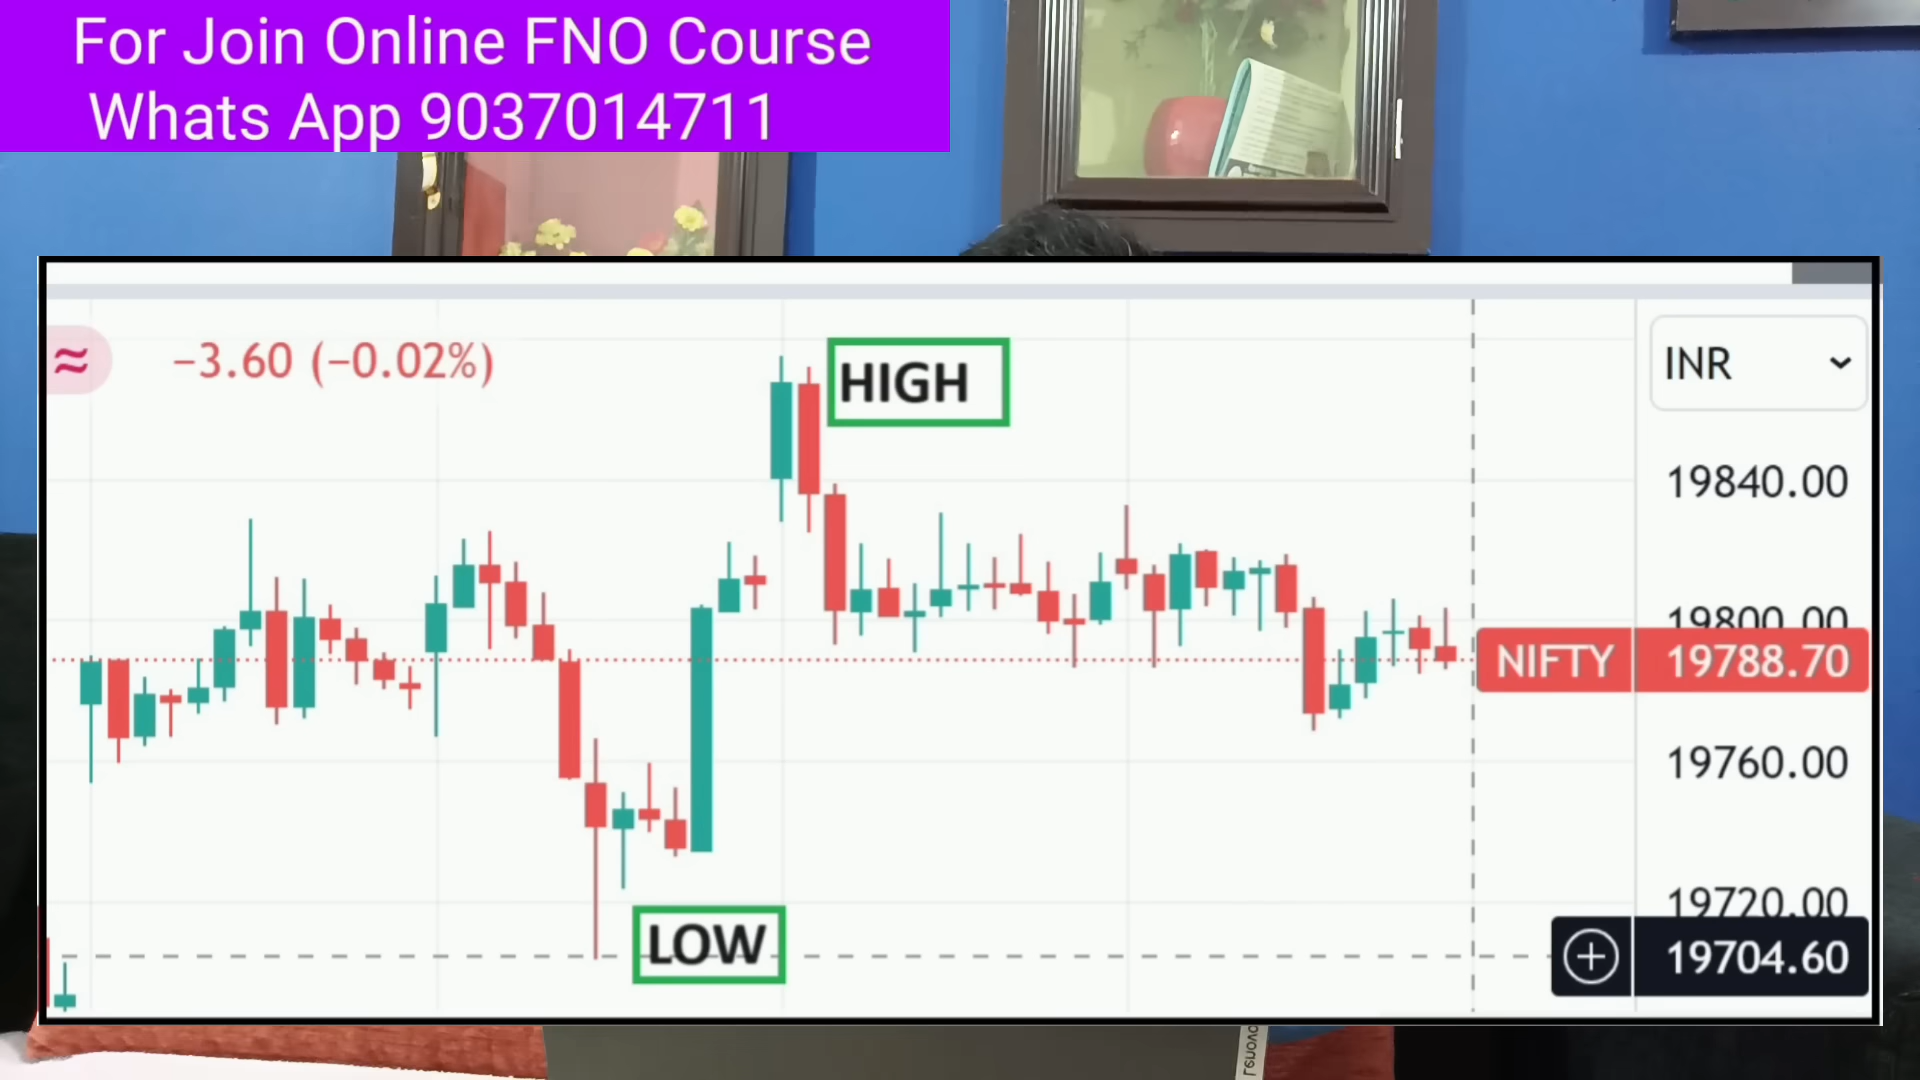 For Join Online FNO Course
Whats App 9037014711
≈ −3.60 (−0.02%)
HIGH
INR
19840.00
19800.00
NIFTY 19788.70
19760.00
19720.00
LOW
19704.60
Lenovo